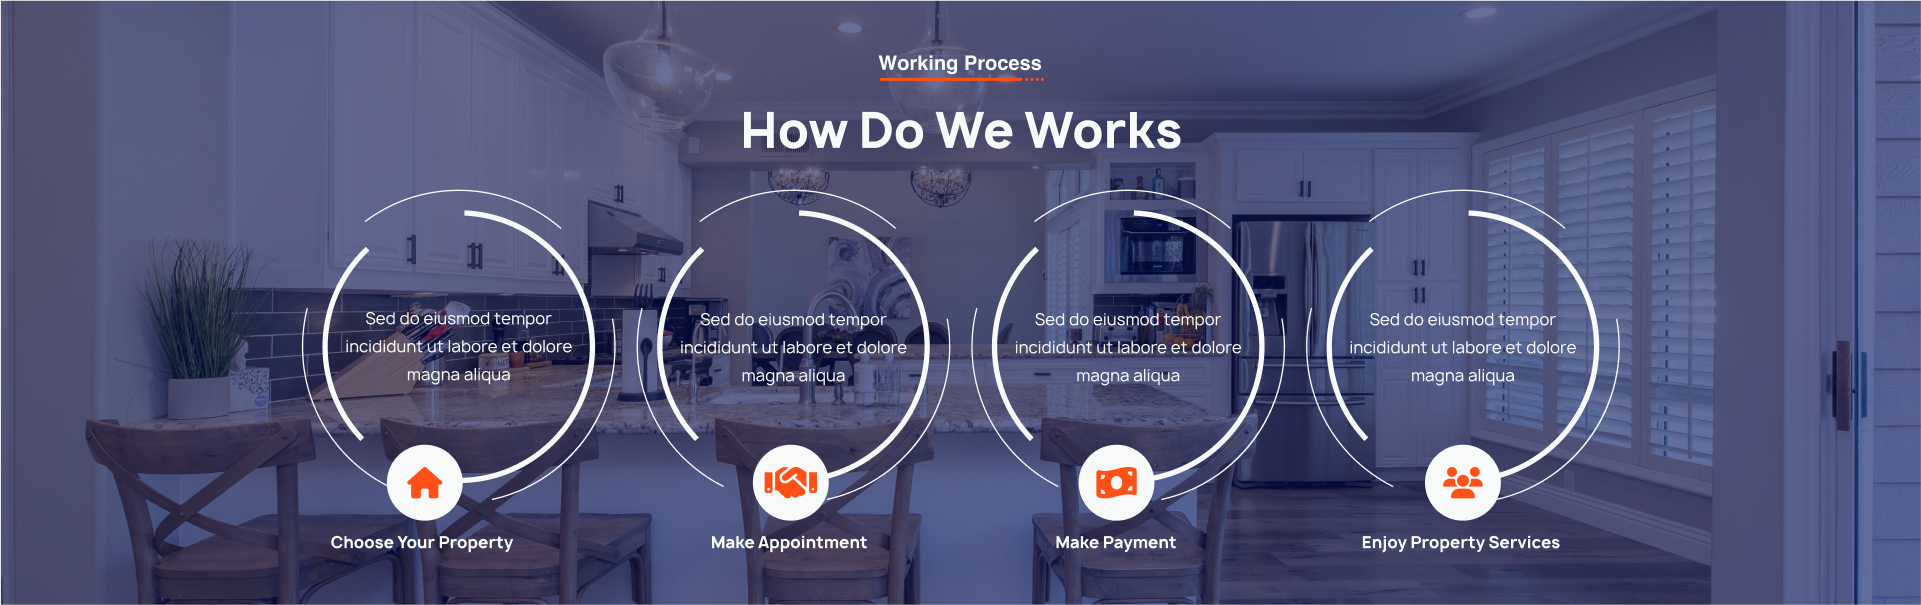 Working Process
How Do We Works
Sed do eiusmod tempor
incididunt ut labore et dolore
magna aliqua
Choose Your Property
Sed do eiusmod tempor
incididunt ut labore et dolore
magna aliqua
Make Appointment
Sed do eiusmod tempor
incididunt ut labore et dolore
magna aliqua
Make Payment
Sed do eiusmod tempor
incididunt ut labore et dolore
magna aliqua
Enjoy Property Services